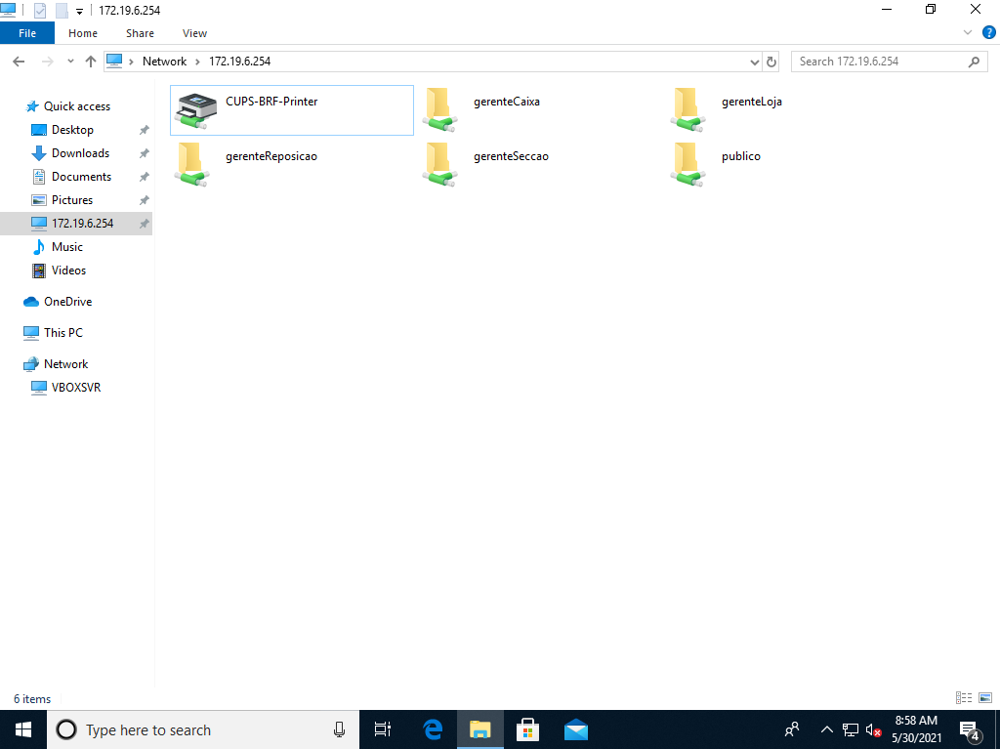 172.19.6.254
File Home Share View
Network 172.19.6.254 Search 172.19.6.254
Quick access
Desktop
Downloads
Documents
Pictures
172.19.6.254
Music
Videos
OneDrive
This PC
Network
VBOXSVR
CUPS-BRF-Printer gerenteCaixa gerenteLoja
gerenteReposicao gerenteSeccao publico
6 items
Type here to search
8:58 AM
5/30/2021
4